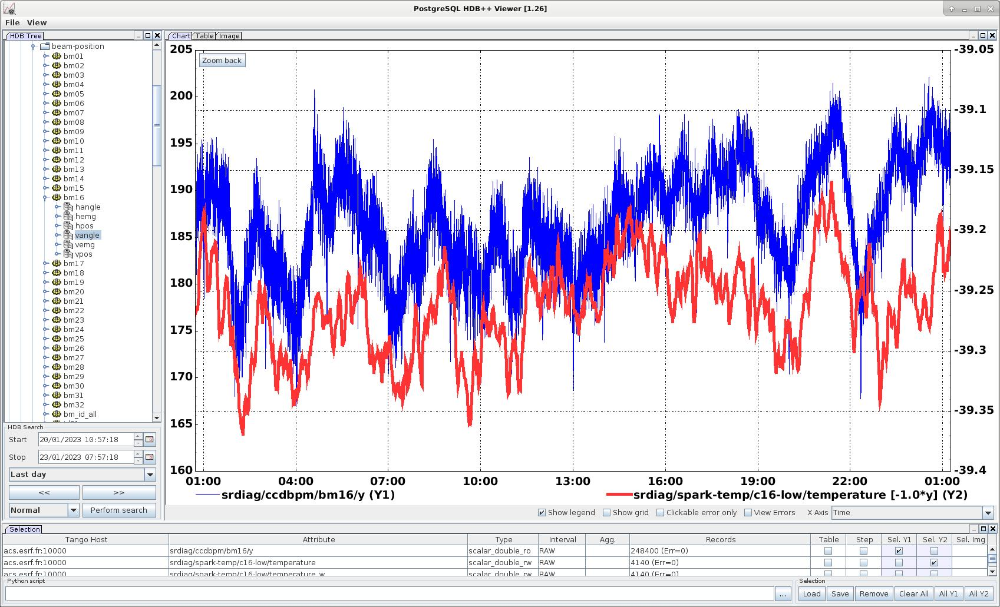 PostgreSQL HDB++ Viewer [1.26]
File View
HDB Tree
beam-position
bm01
bm02
bm03
bm04
bm05
bm06
bm07
bm08
bm09
bm10
bm11
bm12
bm13
bm14
bm15
bm16
hangle
hemg
hpos
vangle
vemg
vpos
bm17
bm18
bm19
bm20
bm21
bm22
bm23
bm24
bm25
bm26
bm27
bm28
bm29
bm30
bm31
bm32
bm_id_all
HDB Search
Start 20/01/2023 10:57:18
Stop 23/01/2023 07:57:18
Last day
<< >>
Normal Perform search
Chart Table Image
Zoom back
205
200
195
190
185
180
175
170
165
160
-39.05
-39.1
-39.15
-39.2
-39.25
-39.3
-39.35
-39.4
01:00 04:00 07:00 10:00 13:00 16:00 19:00 22:00 01:00
srdiag/ccdbpm/bm16/y (Y1) srdiag/spark-temp/c16-low/temperature [-1.0*y] (Y2)
Show legend Show grid Clickable error only View Errors X Axis Time
Selection
Tango Host Attribute Type Interval Agg. Records Table Step Sel. Y1 Sel. Y2 Sel. Img
acs.esrf.fr:10000 srdiag/ccdbpm/bm16/y scalar_double_ro RAW 248400 (Err=0)
acs.esrf.fr:10000 srdiag/spark-temp/c16-low/temperature scalar_double_rw RAW 4140 (Err=0)
acs.esrf.fr:10000 srdiag/spark-temp/c16-low/temperature_w scalar_double_rw RAW 4140 (Err=0)
Python script
...
Selection
Load Save Remove Clear All All Y1 All Y2